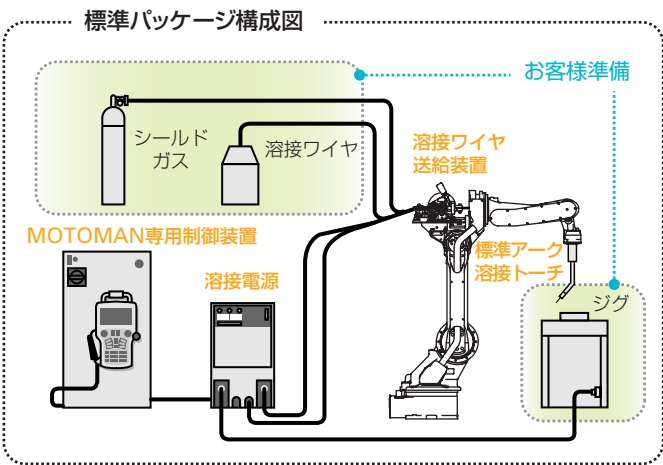 標準パッケージ構成図
お客様準備
シールド
ガス
溶接ワイヤ
溶接ワイヤ
送給装置
MOTOMAN専用制御装置
溶接電源
標準アーク
溶接トーチ
ジグ